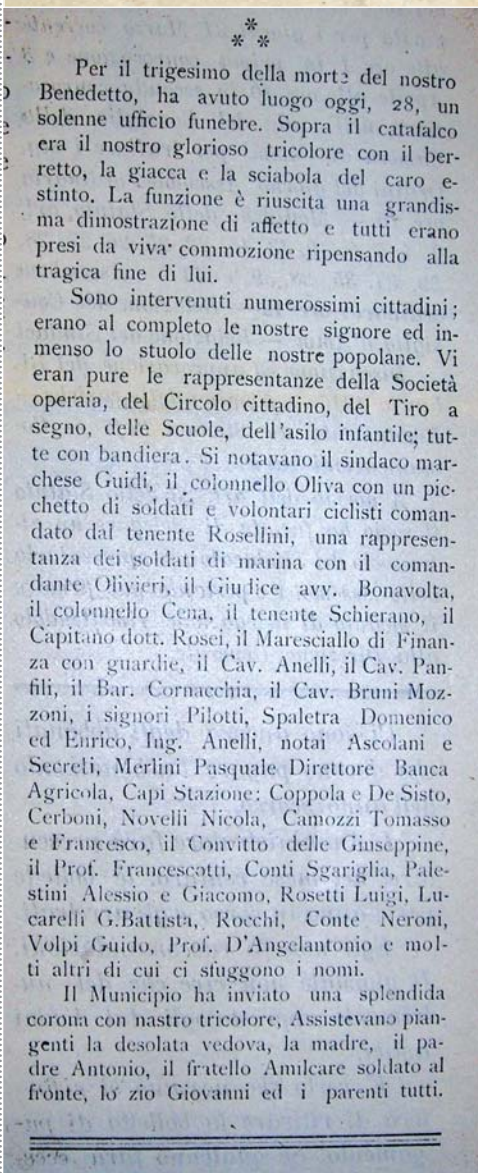 * * *
Per il trigesimo della morte del nostro
Benedetto, ha avuto luogo oggi, 28, un
solenne ufficio funebre. Sopra il catafalco
era il nostro glorioso tricolore con il ber-
retto, la giacca e la sciabola del caro e-
stinto. La funzione è riuscita una grandis-
ma dimostrazione di affetto e tutti erano
presi da viva commozione ripensando alla
tragica fine di lui.
Sono intervenuti numerossimi cittadini;
erano al completo le nostre signore ed in-
menso lo stuolo delle nostre popolane. Vi
eran pure le rappresentanze della Società
operaia, del Circolo cittadino, del Tiro a
segno, delle Scuole, dell'asilo infantile; tut-
te con bandiera. Si notavano il sindaco mar-
chese Guidi, il colonnello Oliva con un pic-
chetto di soldati e volontari ciclisti coman-
dato dal tenente Rosellini, una rappresen-
tanza dei soldati di marina con il coman-
dante Olivieri, il Giudice avv. Bonavolta,
il colonnello Cena, il tenente Schierano, il
Capitano dott. Rosei, il Maresciallo di Finan-
za con guardie, il Cav. Anelli, il Cav. Pan-
fili, il Bar. Cornacchia, il Cav. Bruni Moz-
zoni, i signori Pilotti, Spaletra Domenico
ed Enrico, Ing. Anelli, notai Ascolani e
Secreti, Merlini Pasquale Direttore Banca
Agricola, Capi Stazione: Coppola e De Sisto,
Cerboni, Novelli Nicola, Camozzi Tomasso
e Francesco, il Convitto delle Giuseppine,
il Prof. Francescotti, Conti Sgariglia, Pale-
stini Alessio e Giacomo, Rosetti Luigi, Lu-
carelli G.Battista, Rocchi, Conte Neroni,
Volpi Guido, Prof. D'Angelantonio e mol-
ti altri di cui ci sfuggono i nomi.
Il Municipio ha inviato una splendida
corona con nastro tricolore, Assistevano pian-
genti la desolata vedova, la madre, il pa-
dre Antonio, il fratello Amilcare soldato al
fronte, lo zio Giovanni ed i parenti tutti.